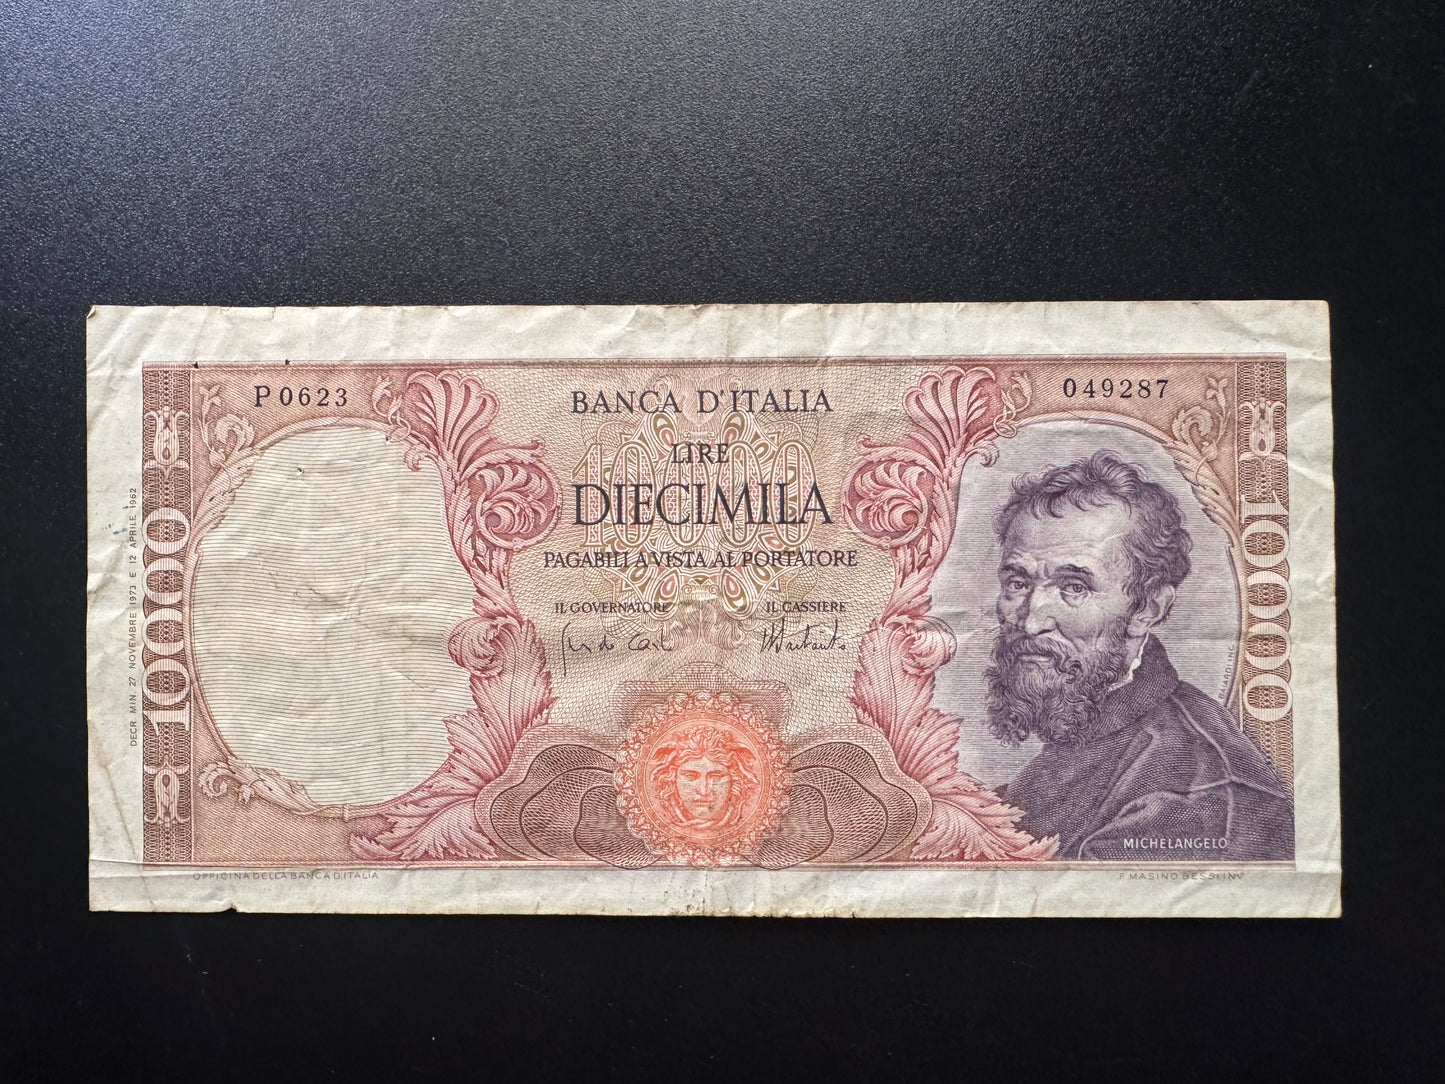 P 0623
049287
BANCA D'ITALIA
10000
LIRE
DIECIMILA
PAGABILI A VISTA AL PORTATORE
IL GOVERNATORE
IL CASSIERE
10000
10000
DECR. MIN. 27 NOVEMBRE 1973 E 12 APRILE 1962
MICHELANGELO
OFFICINA DELLA BANCA D'ITALIA
F. MASINO BESSI INV.